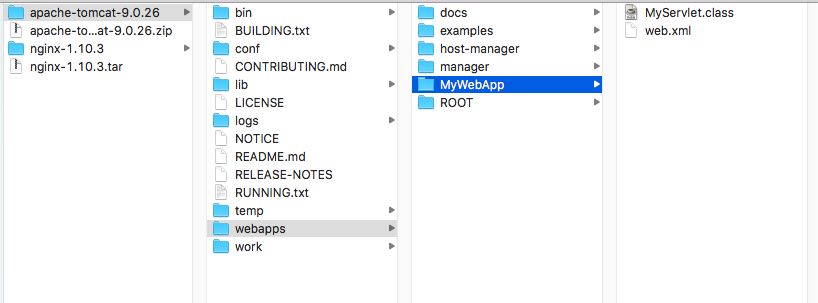 apache-tomcat-9.0.26
apache-to...at-9.0.26.zip
nginx-1.10.3
nginx-1.10.3.tar
bin
BUILDING.txt
conf
CONTRIBUTING.md
lib
LICENSE
logs
NOTICE
README.md
RELEASE-NOTES
RUNNING.txt
temp
webapps
work
docs
examples
host-manager
manager
MyWebApp
ROOT
MyServlet.class
web.xml